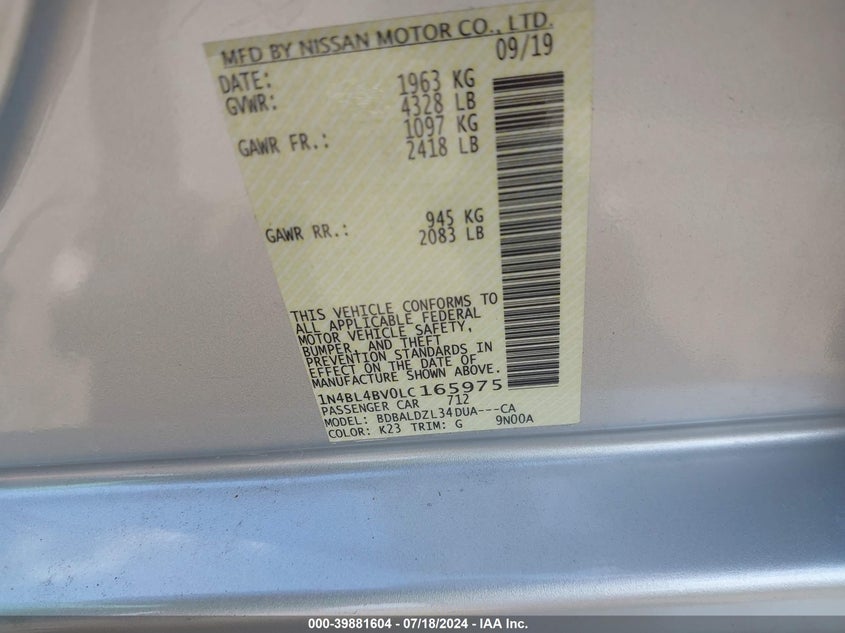 MFD BY NISSAN MOTOR CO., LTD.
DATE: 09/19
GVWR: 1963 KG
4328 LB
GAWR FR.: 1097 KG
2418 LB
GAWR RR.: 945 KG
2083 LB
THIS VEHICLE CONFORMS TO
ALL APPLICABLE FEDERAL
MOTOR VEHICLE SAFETY,
BUMPER, AND THEFT
PREVENTION STANDARDS IN
EFFECT ON THE DATE OF
MANUFACTURE SHOWN ABOVE.
1N4BL4BV0LC165975
PASSENGER CAR 712
MODEL: BDBALDZL34DUA---CA
COLOR: K23 TRIM: G 9N00A
000-39881604 - 07/18/2024 - IAA Inc.